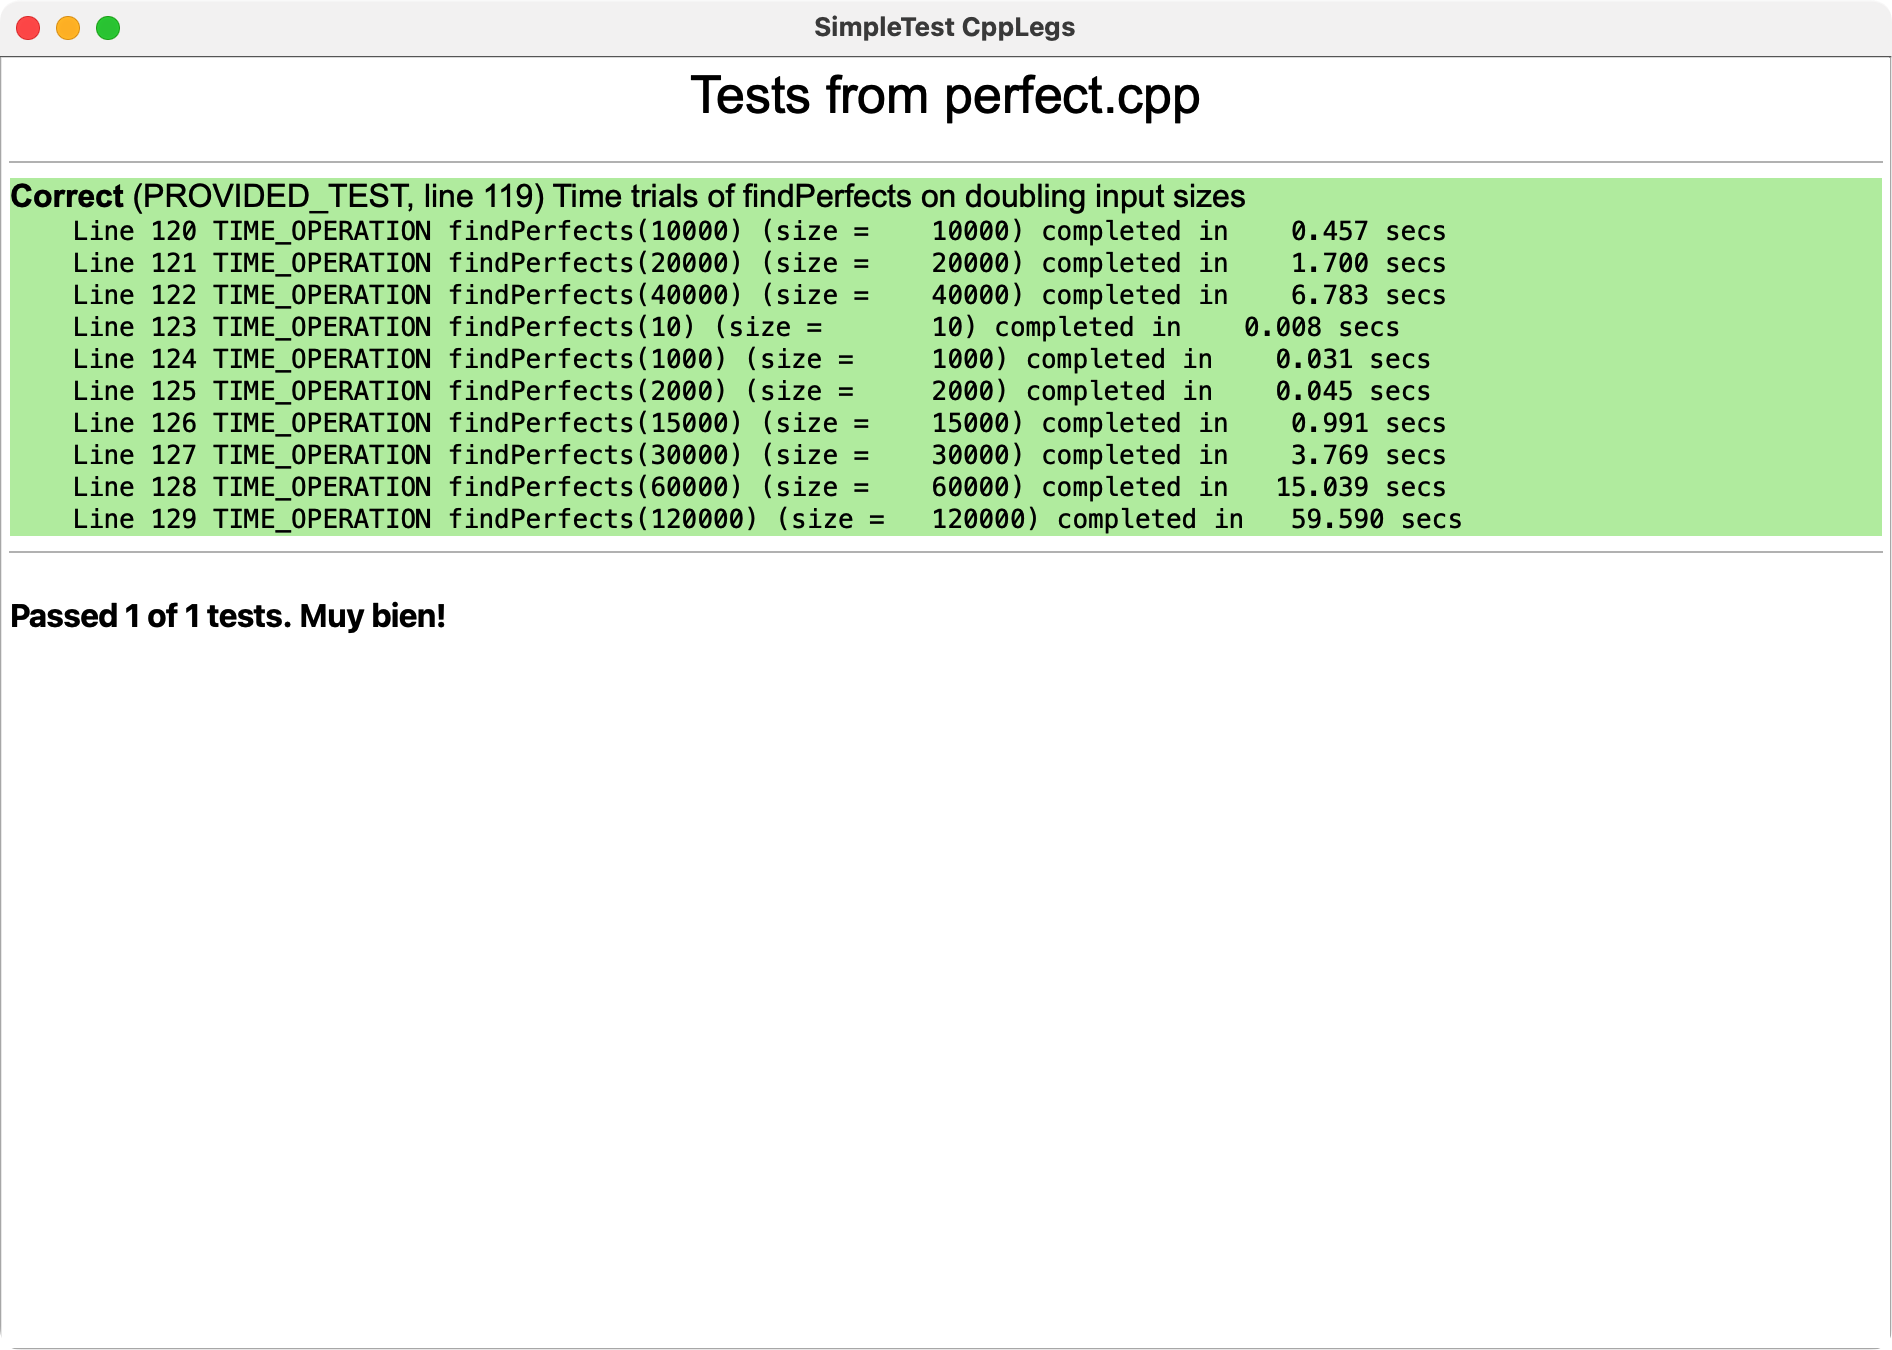 SimpleTest CppLegs
Tests from perfect.cpp
Correct (PROVIDED_TEST, line 119) Time trials of findPerfects on doubling input sizes
Line 120 TIME_OPERATION findPerfects(10000) (size =    10000) completed in    0.457 secs
Line 121 TIME_OPERATION findPerfects(20000) (size =    20000) completed in    1.700 secs
Line 122 TIME_OPERATION findPerfects(40000) (size =    40000) completed in    6.783 secs
Line 123 TIME_OPERATION findPerfects(10) (size =       10) completed in    0.008 secs
Line 124 TIME_OPERATION findPerfects(1000) (size =     1000) completed in    0.031 secs
Line 125 TIME_OPERATION findPerfects(2000) (size =     2000) completed in    0.045 secs
Line 126 TIME_OPERATION findPerfects(15000) (size =    15000) completed in    0.991 secs
Line 127 TIME_OPERATION findPerfects(30000) (size =    30000) completed in    3.769 secs
Line 128 TIME_OPERATION findPerfects(60000) (size =    60000) completed in   15.039 secs
Line 129 TIME_OPERATION findPerfects(120000) (size =   120000) completed in   59.590 secs
Passed 1 of 1 tests. Muy bien!